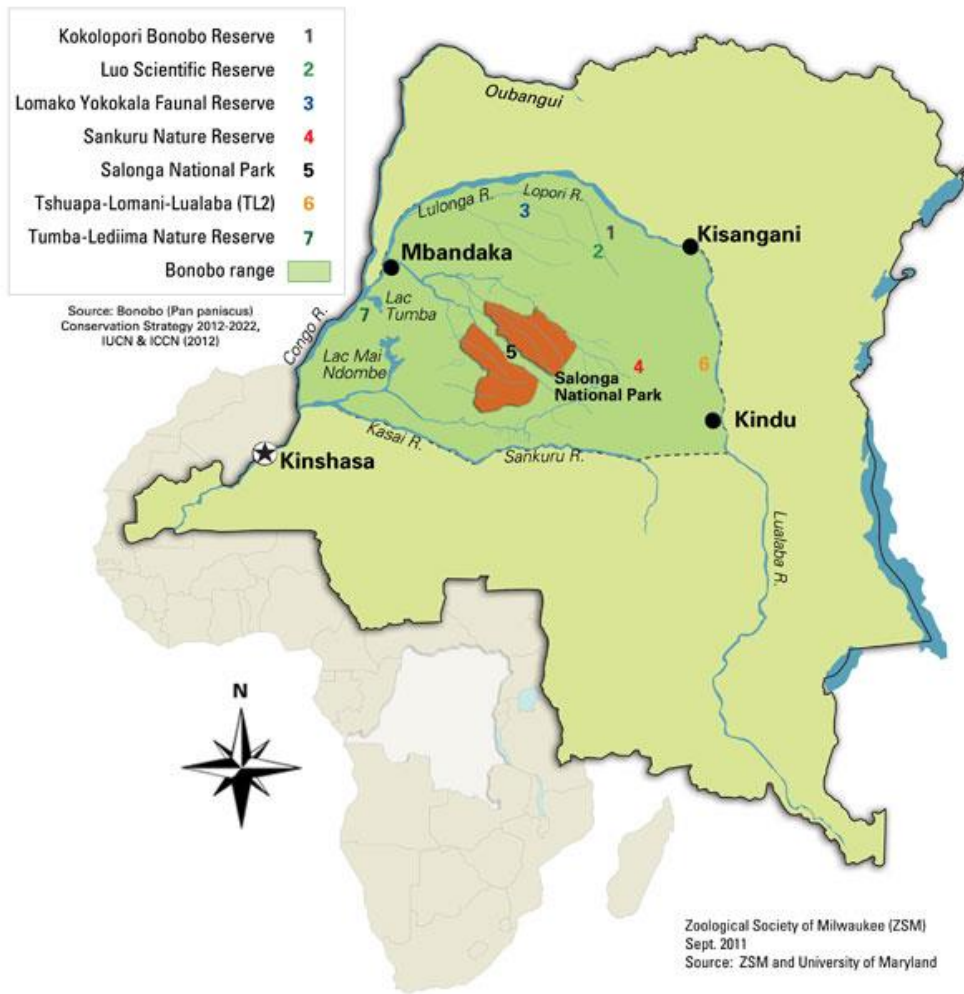 Kokolopori Bonobo Reserve 1
Luo Scientific Reserve 2
Lomako Yokokala Faunal Reserve 3
Sankuru Nature Reserve 4
Salonga National Park 5
Tshuapa-Lomani-Lualaba (TL2) 6
Tumba-Lediima Nature Reserve 7
Bonobo range
Source: Bonobo (Pan paniscus)
Conservation Strategy 2012-2022,
IUCN & ICCN (2012)
Oubangui
Lulonga R.
Lopori R.
3
1
2
Kisangani
Mbandaka
Lac
Tumba
7
Congo R.
Lac Mai
Ndombe
5
4
6
Salonga
National Park
Kindu
Kasai R.
Sankuru R.
Kinshasa
Lualaba R.
N
Zoological Society of Milwaukee (ZSM)
Sept. 2011
Source: ZSM and University of Maryland